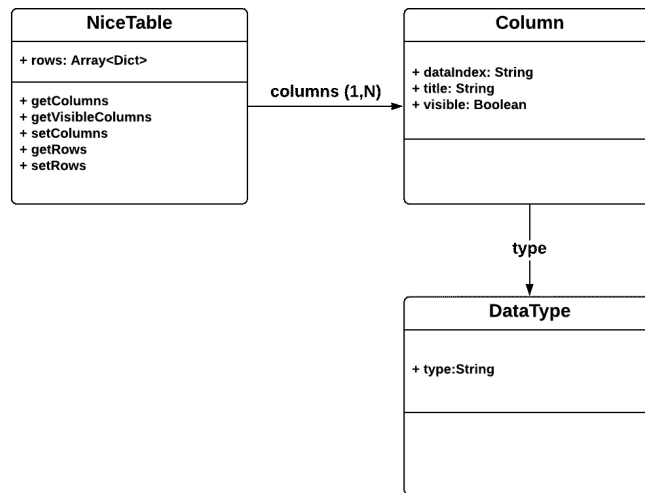 NiceTable
+ rows: Array<Dict>
+ getColumns
+ getVisibleColumns
+ setColumns
+ getRows
+ setRows
columns (1,N)
Column
+ dataIndex: String
+ title: String
+ visible: Boolean
type
DataType
+ type:String